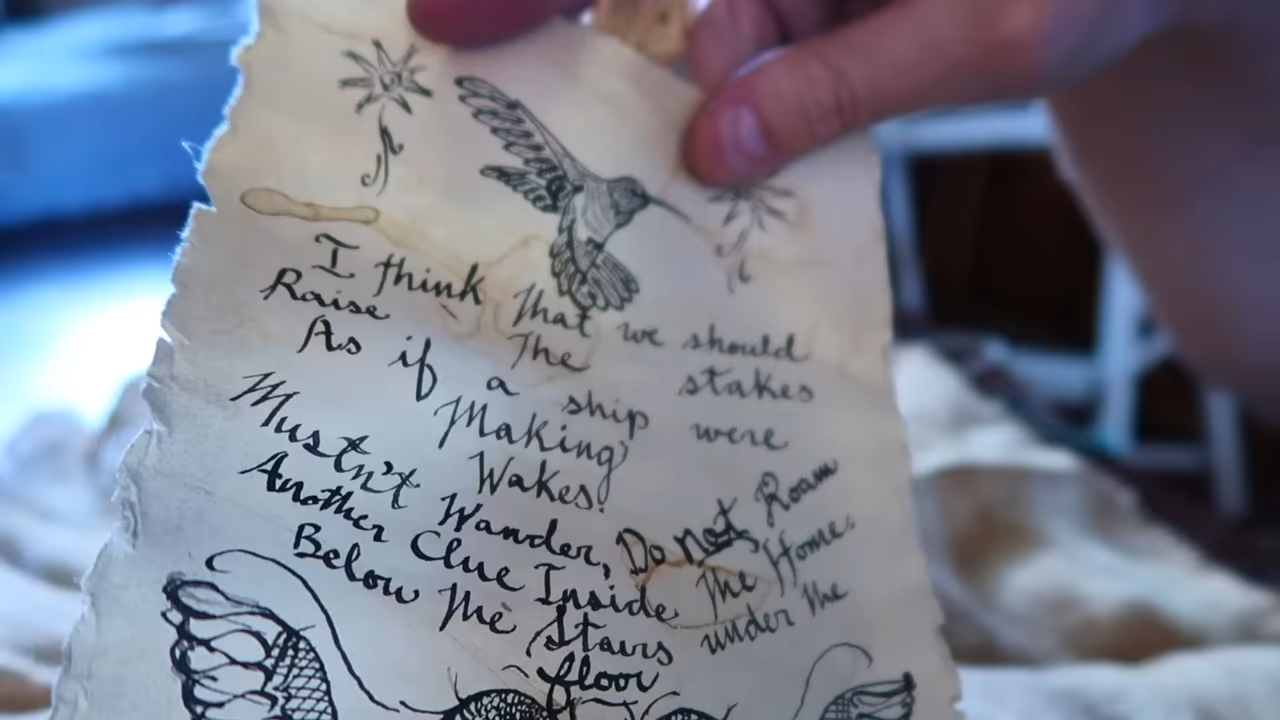 I think that we should
Raise The stakes
As if a ship were
Making
Wakes!
Mustn't Wander, Do not Roam
Another Clue Inside The Home.
Below The Stairs under the
floor